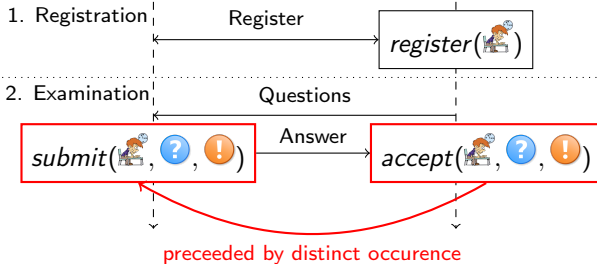 1. Registration
Register
register( )
2. Examination
Questions
submit( , ?, !)
Answer
accept( , ?, !)
preceeded by distinct occurence